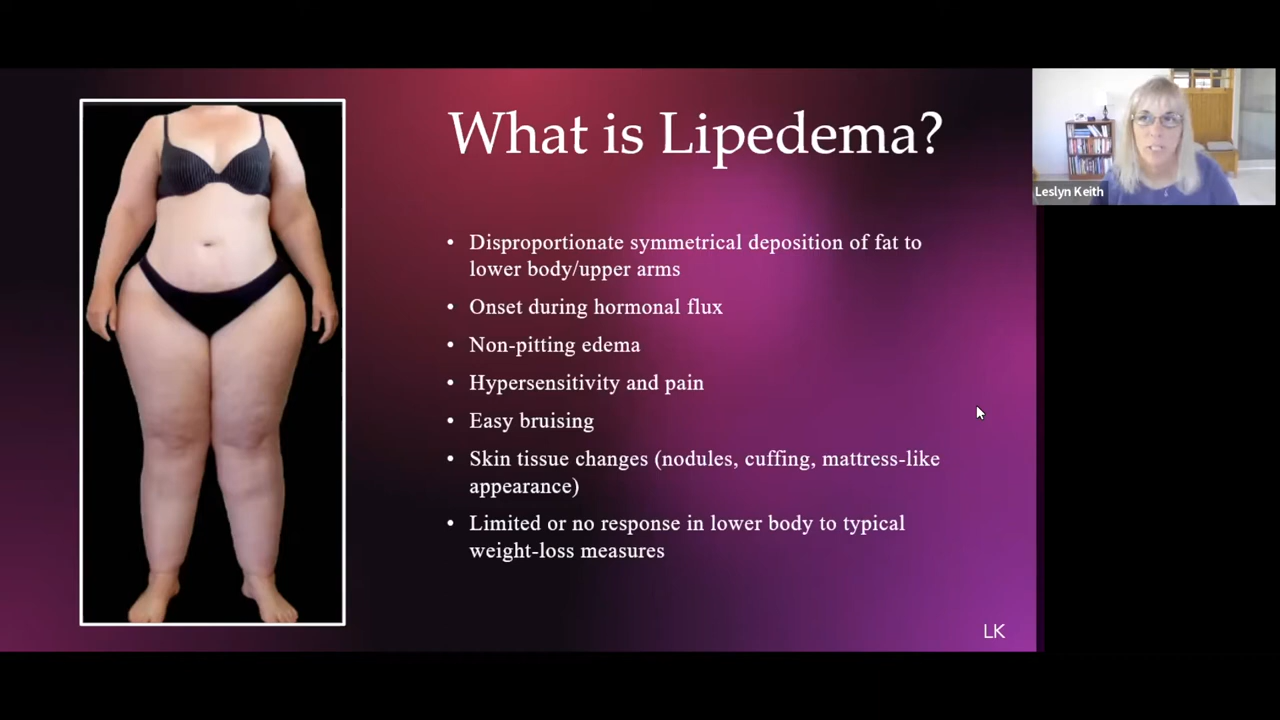 What is Lipedema?
Leslyn Keith
• Disproportionate symmetrical deposition of fat to
lower body/upper arms
• Onset during hormonal flux
• Non-pitting edema
• Hypersensitivity and pain
• Easy bruising
• Skin tissue changes (nodules, cuffing, mattress-like
appearance)
• Limited or no response in lower body to typical
weight-loss measures
LK